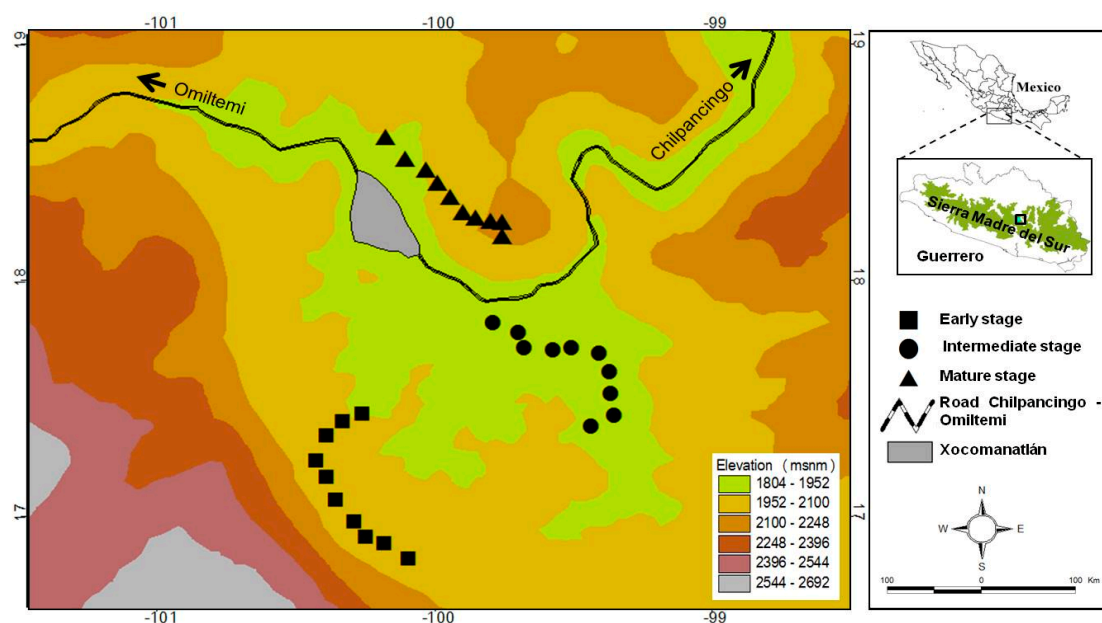 -101 -100 -99
19
19
Omiltemi
Chilpancingo
18
18
17
17
Elevation ( msnm )
1804 - 1952
1952 - 2100
2100 - 2248
2248 - 2396
2396 - 2544
2544 - 2692
-101 -100 -99
Mexico
Sierra Madre del Sur
Guerrero
Early stage
Intermediate stage
Mature stage
Road Chilpancingo -
Omiltemi
Xocomanatlán
N
W E
S
100 0 100 Km